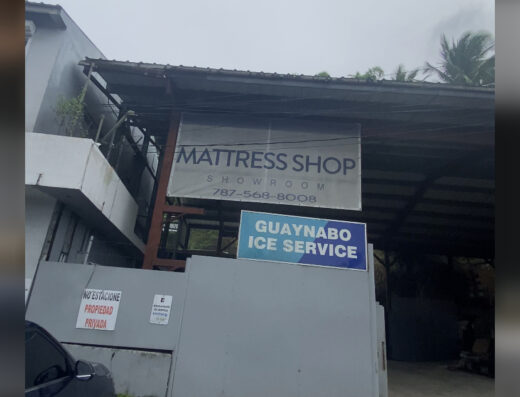 MATTRESS SHOP
SHOWROOM
787-568-8008
GUAYNABO
ICE SERVICE
NO ESTACIONE
PROPIEDAD
PRIVADA